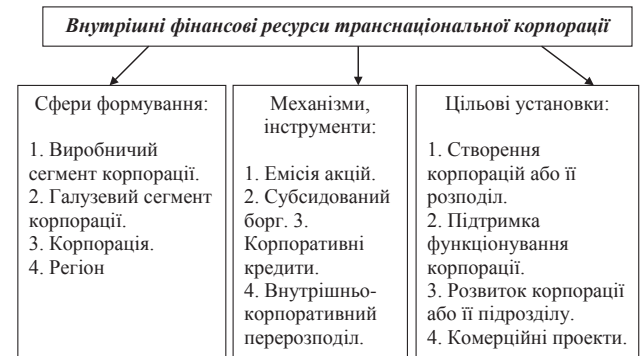 Внутрішні фінансові ресурси транснаціональної корпорації
Сфери формування:
1. Виробничий
сегмент корпорації.
2. Галузевий сегмент
корпорації.
3. Корпорація.
4. Регіон
Механізми,
інструменти:
1. Емісія акцій.
2. Субсидований
борг. 3.
Корпоративні
кредити.
4. Внутрішньо-
корпоративний
перерозподіл.
Цільові установки:
1. Створення
корпорацій або її
розподіл.
2. Підтримка
функціонування
корпорації.
3. Розвиток корпорації
або її підрозділу.
4. Комерційні проекти.